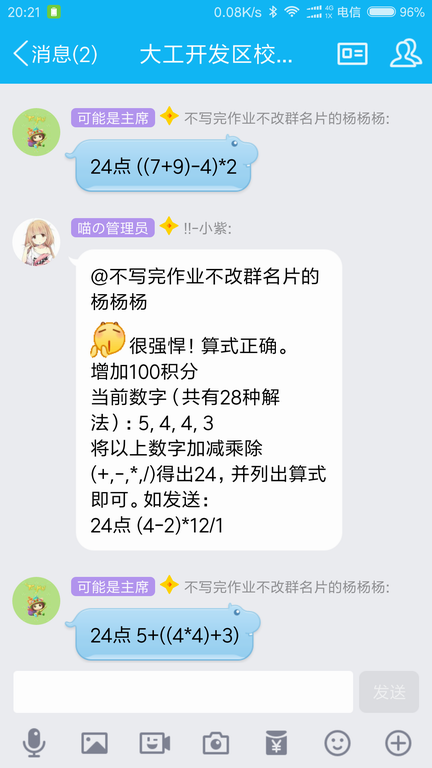 20:21
0.08K/s
4G
1X
电信
96%
消息(2)
大工开发区校...
可能是主席
不写完作业不改群名片的杨杨杨:
24点 ((7+9)-4)*2
喵の管理员
!!-小紫:
@不写完作业不改群名片的
杨杨杨
很强悍！算式正确。
增加100积分
当前数字（共有28种解
法）: 5, 4, 4, 3
将以上数字加减乘除
(+,-,*,/)得出24，并列出算式
即可。如发送：
24点 (4-2)*12/1
可能是主席
不写完作业不改群名片的杨杨杨:
24点 5+((4*4)+3)
发送